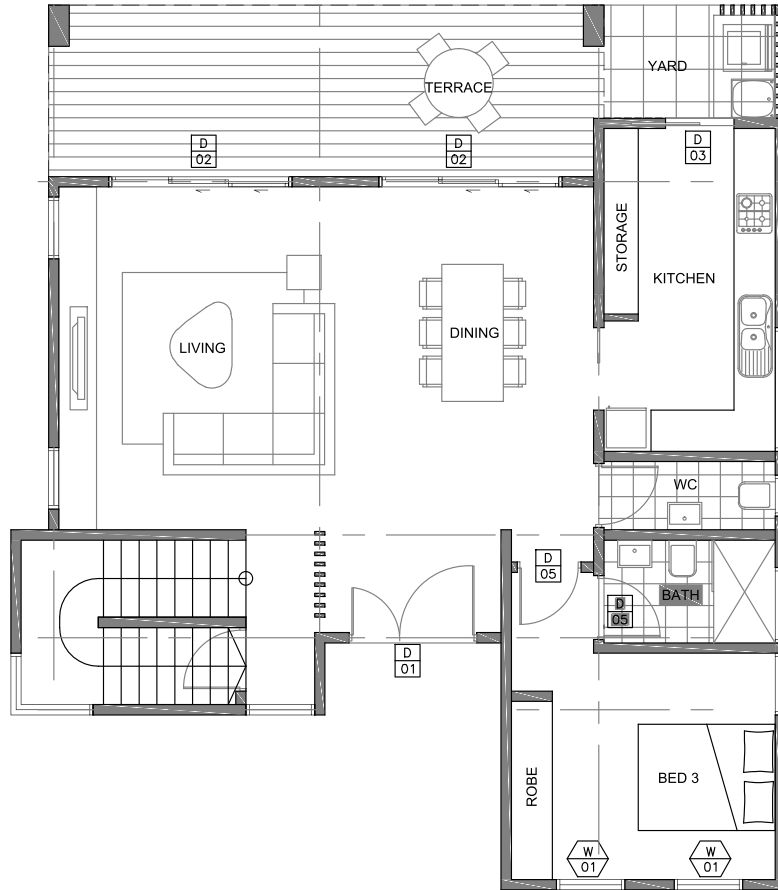 YARD
TERRACE
D
02
D
02
D
03
STORAGE
KITCHEN
LIVING
DINING
WC
D
05
BATH
D
05
D
01
ROBE
BED 3
W
01
W
01